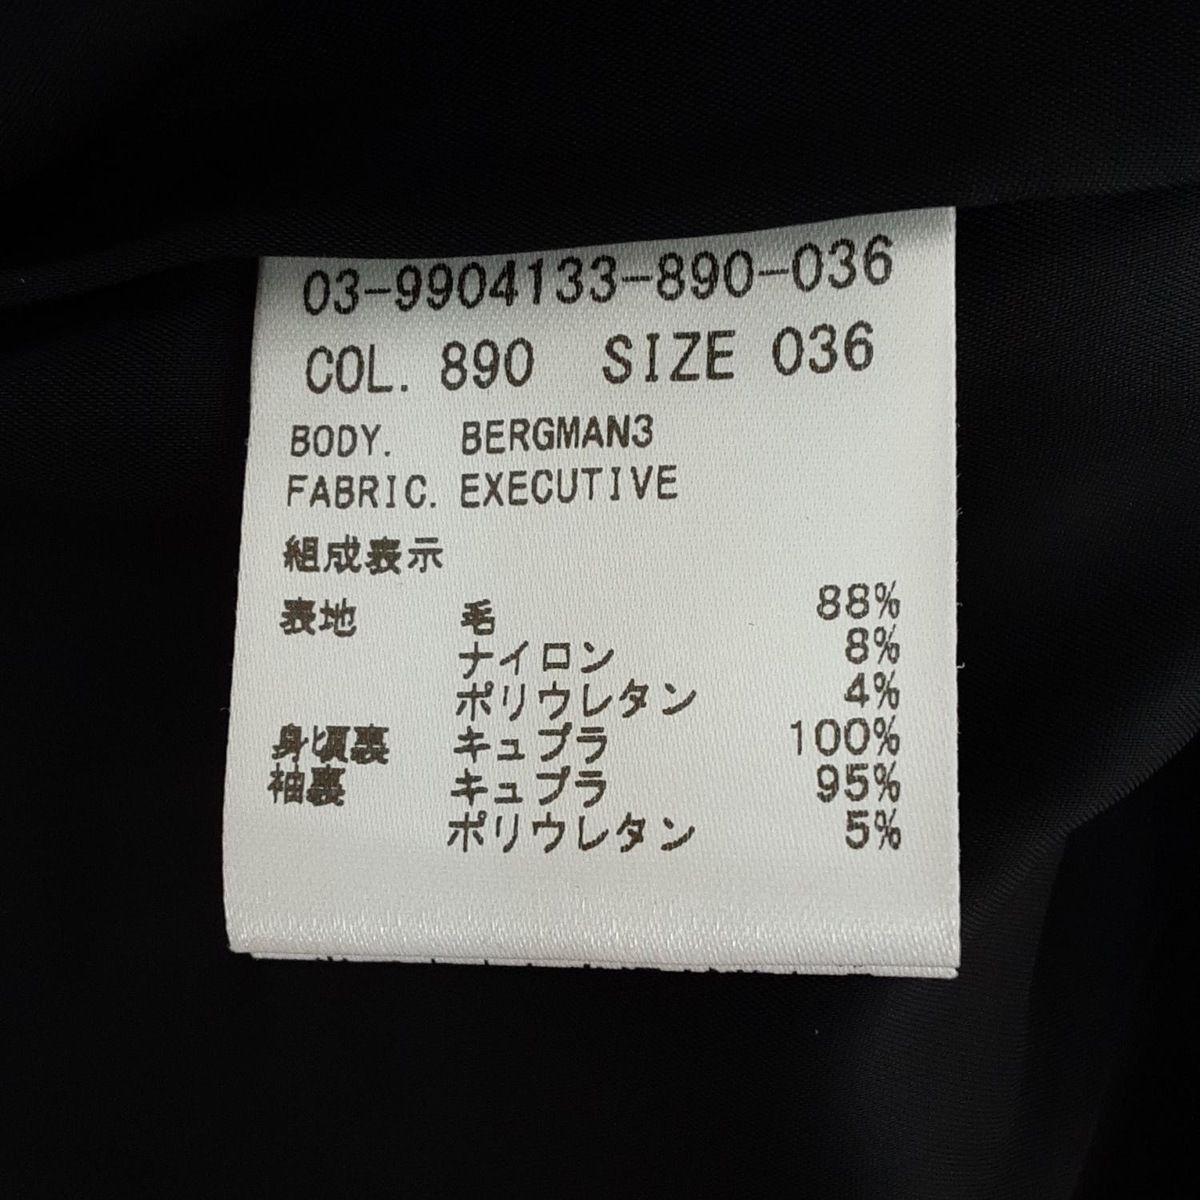 03-9904133-890-036
COL. 890 SIZE 036
BODY. BERGMAN3
FABRIC. EXECUTIVE
組成表示
表地 毛 88%
ナイロン 8%
ポリウレタン 4%
身頃裏 キュプラ 100%
袖裏 キュプラ 95%
ポリウレタン 5%